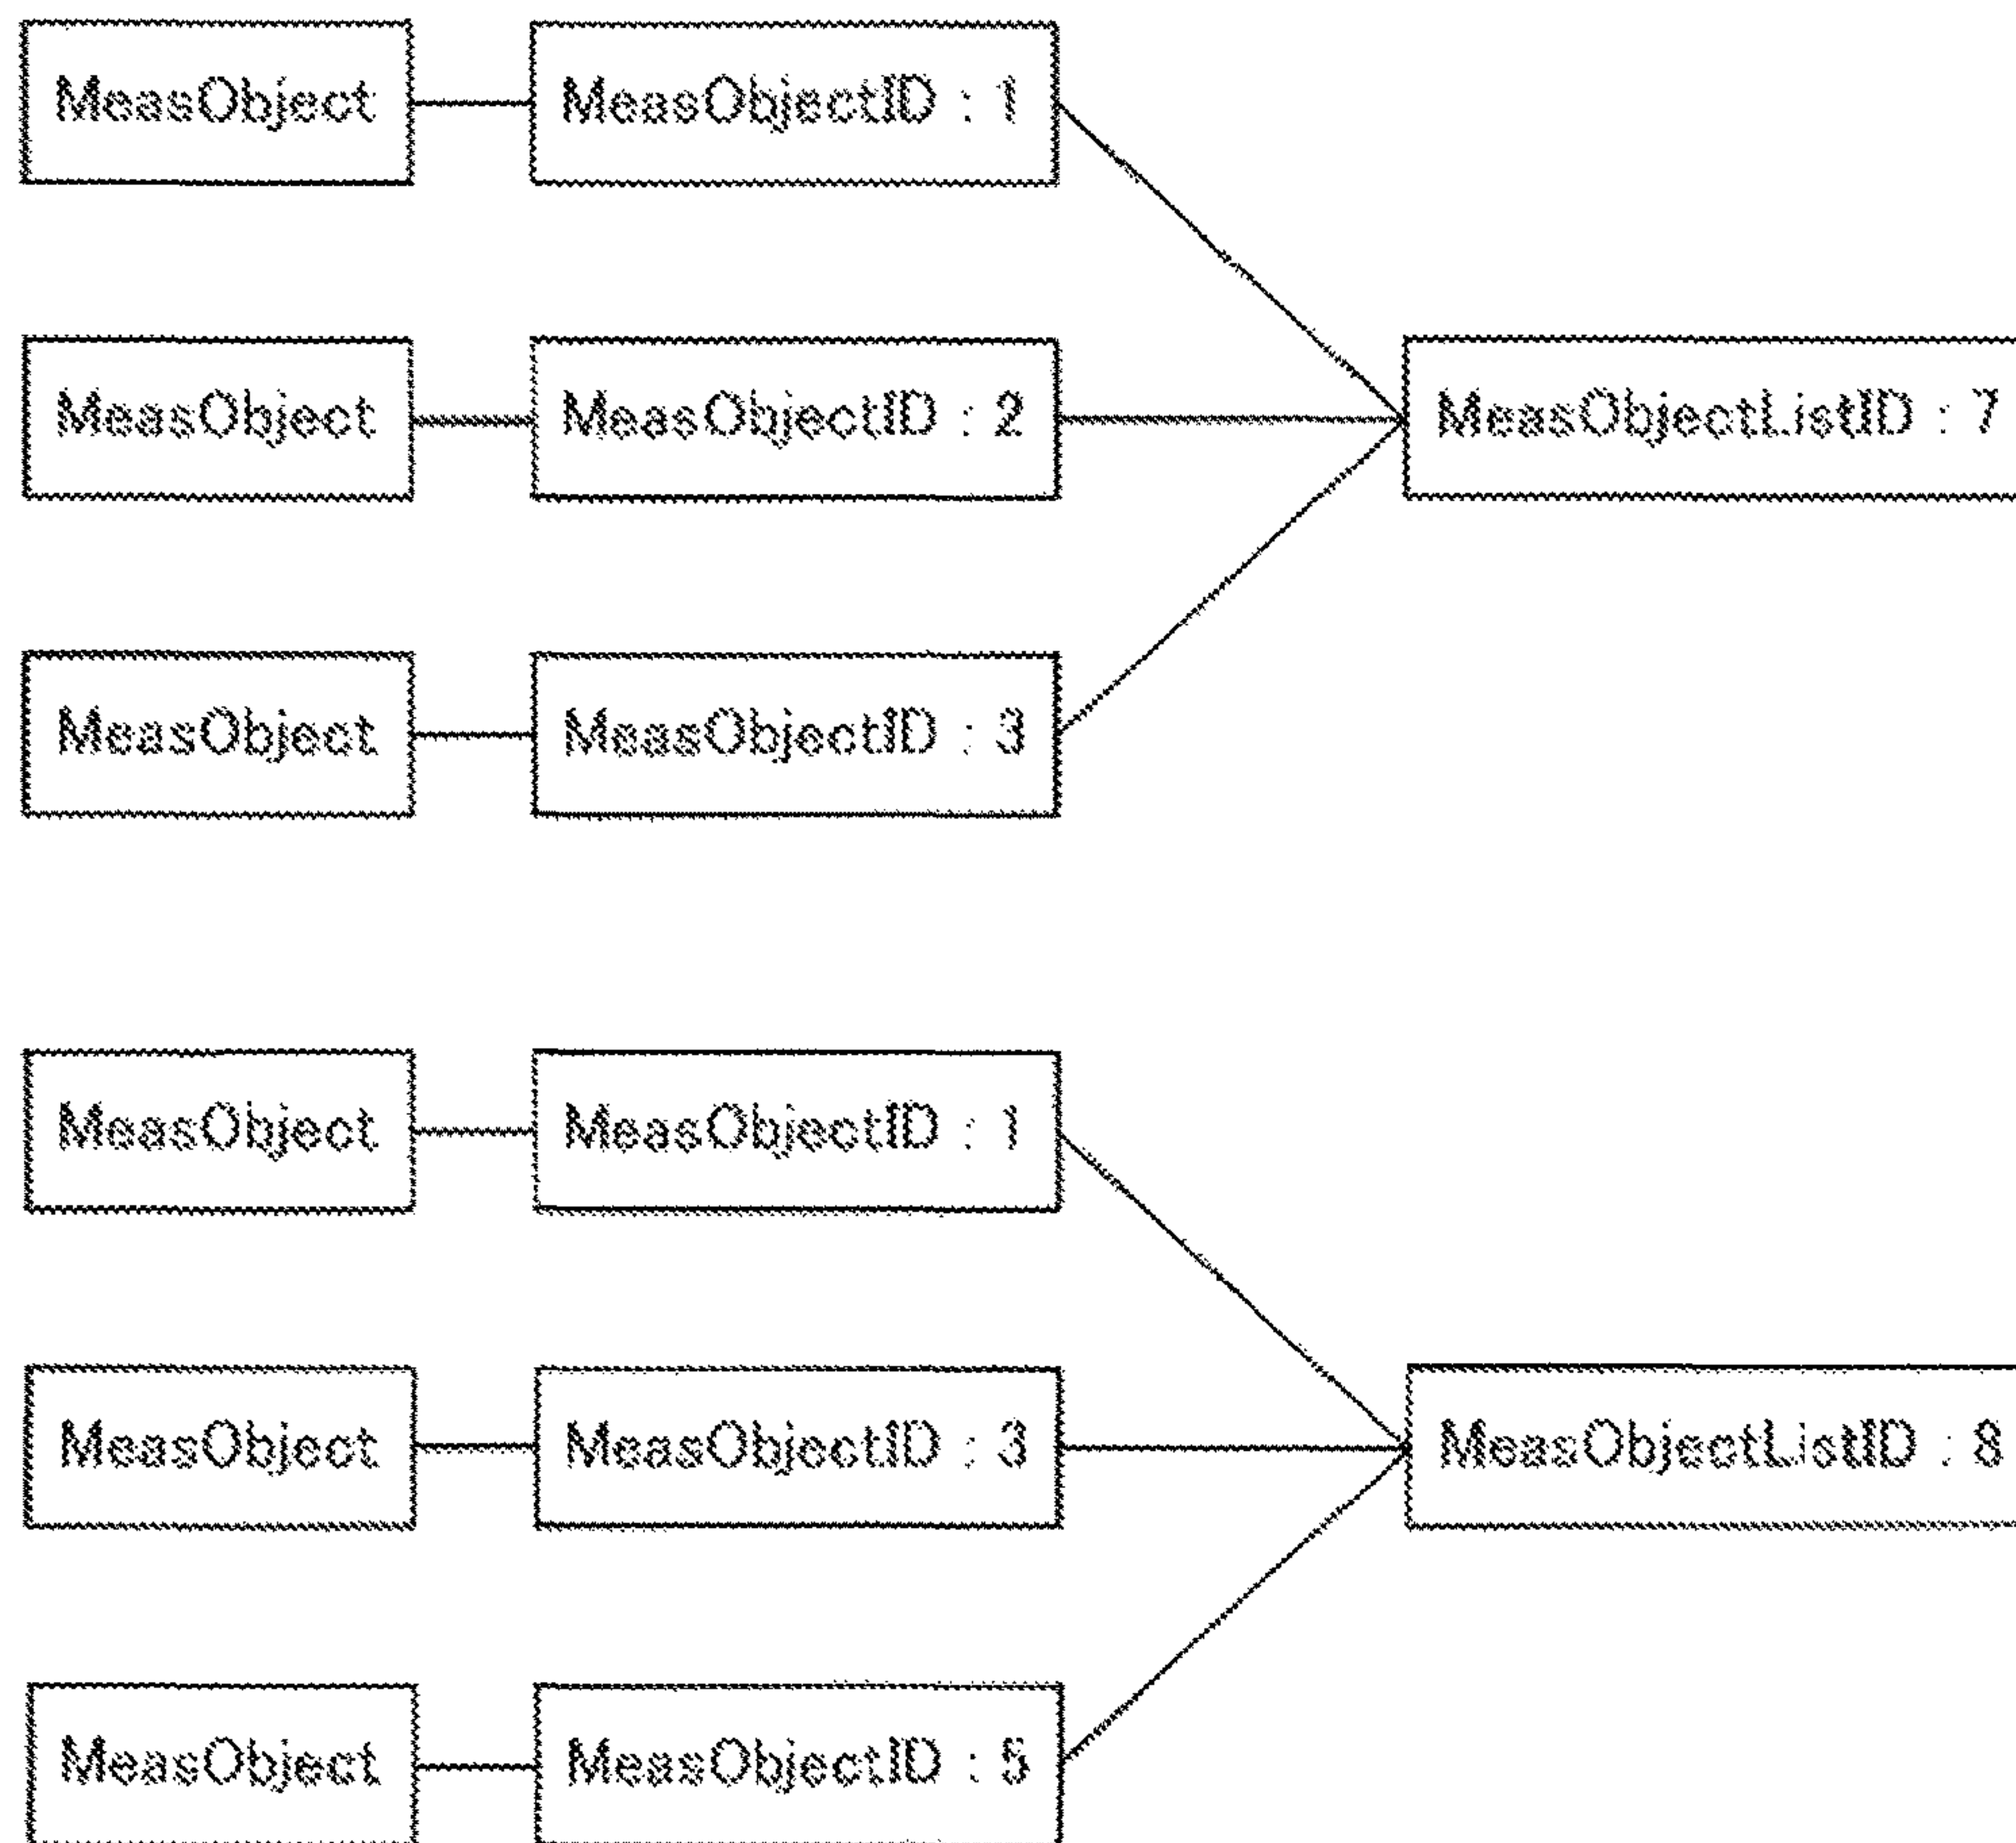 MeasObject MeasObjectID : 1
MeasObject MeasObjectID : 2 MeasObjectListID : 7
MeasObject MeasObjectID : 3
MeasObject MeasObjectID : 1
MeasObject MeasObjectID : 3 MeasObjectListID : 8
MeasObject MeasObjectID : 5